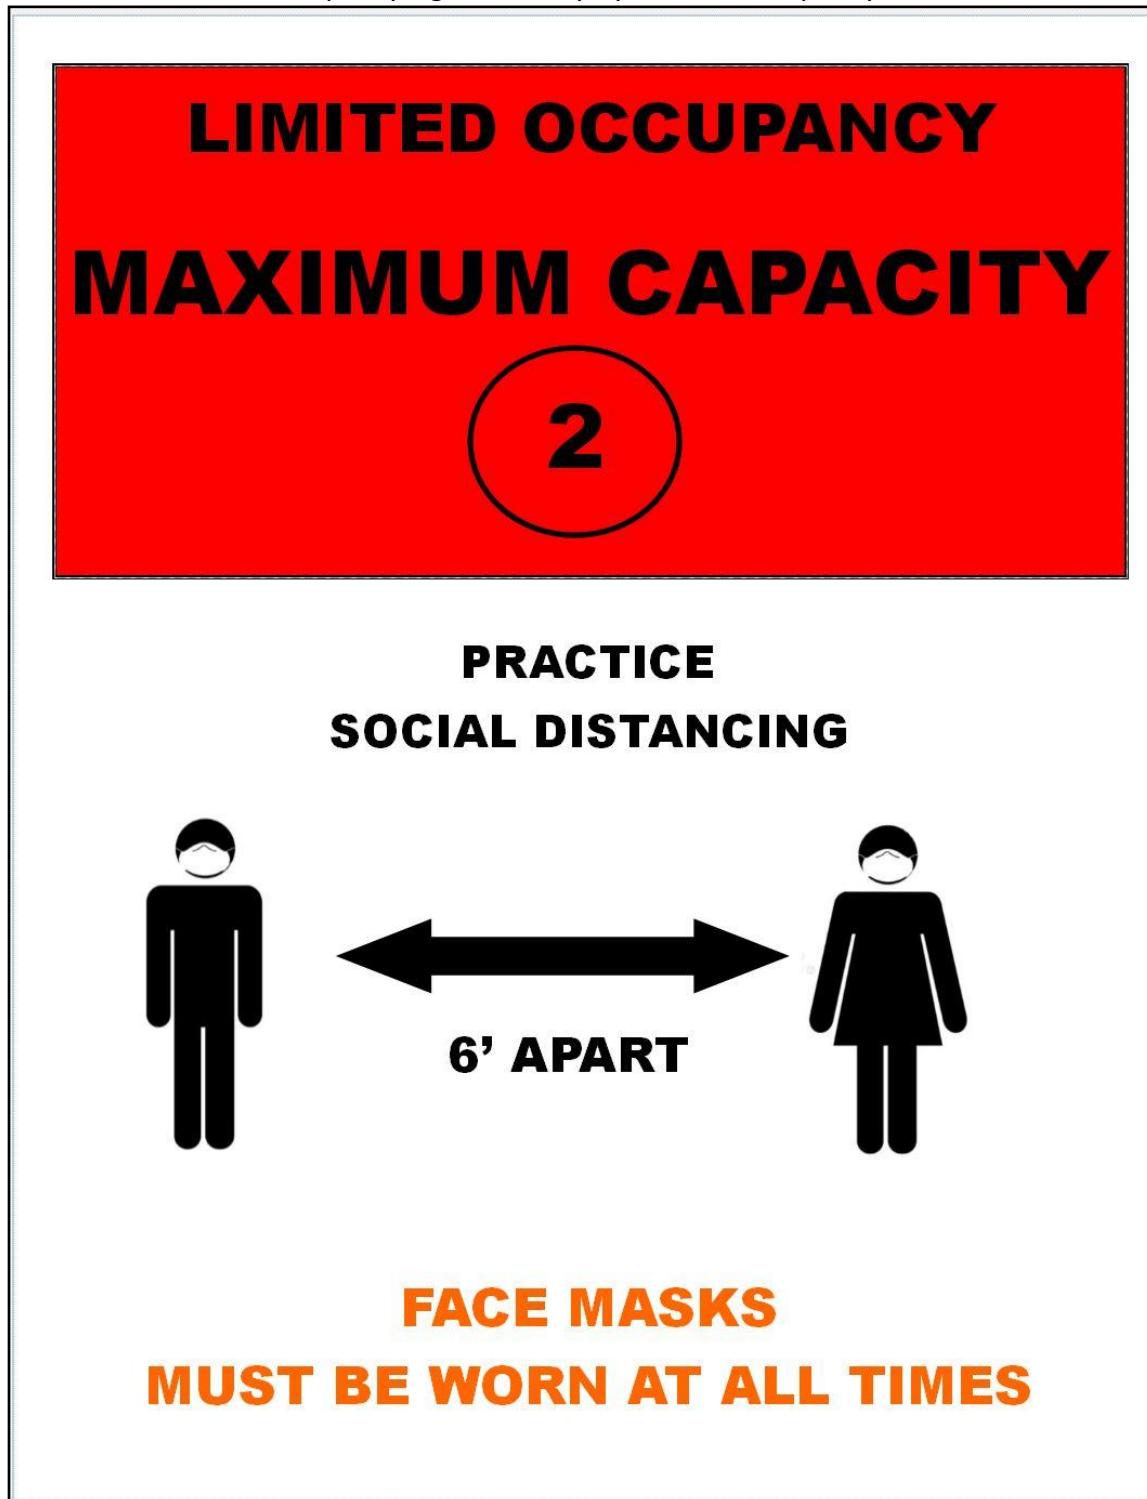 LIMITED OCCUPANCY
MAXIMUM CAPACITY
2
PRACTICE
SOCIAL DISTANCING
6’ APART
FACE MASKS
MUST BE WORN AT ALL TIMES